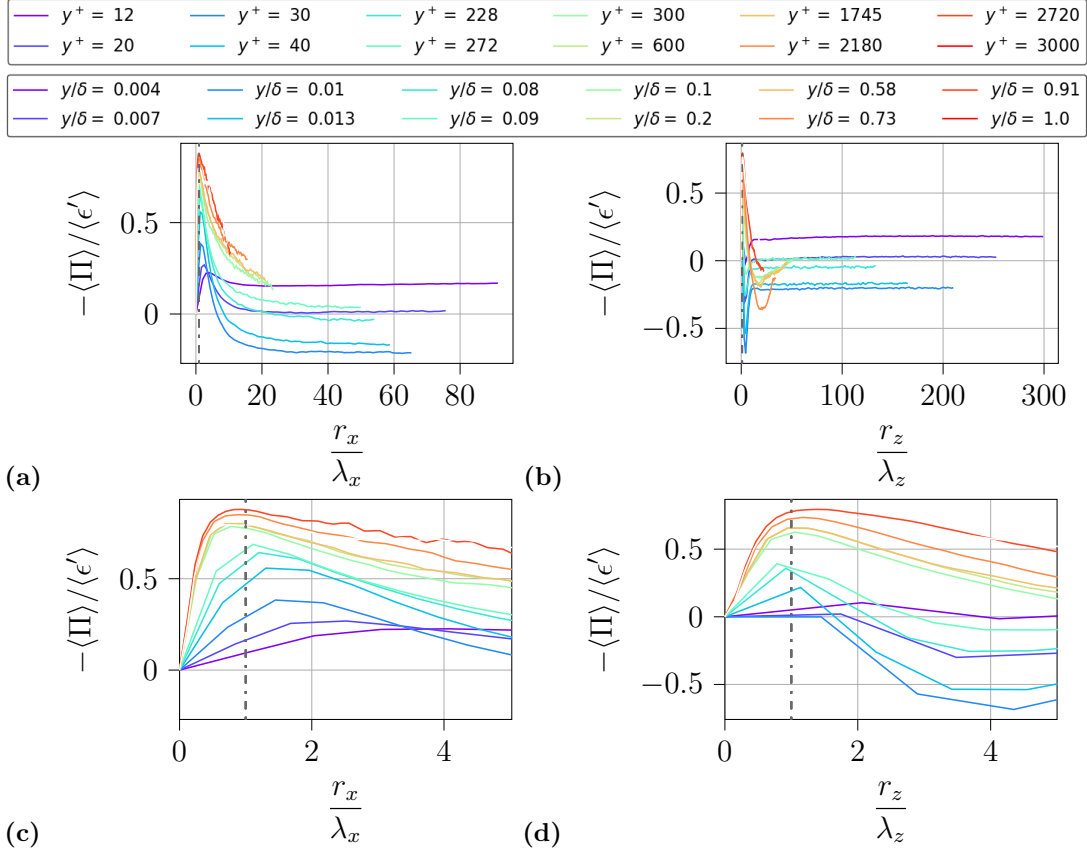 y+ = 12 y+ = 30 y+ = 228 y+ = 300 y+ = 1745 y+ = 2720
y+ = 20 y+ = 40 y+ = 272 y+ = 600 y+ = 2180 y+ = 3000
y/δ = 0.004 y/δ = 0.01 y/δ = 0.08 y/δ = 0.1 y/δ = 0.58 y/δ = 0.91
y/δ = 0.007 y/δ = 0.013 y/δ = 0.09 y/δ = 0.2 y/δ = 0.73 y/δ = 1.0
−⟨Π⟩/⟨ϵ′⟩
0.5
0
0 20 40 60 80
r_x
λ_x
(a)
−⟨Π⟩/⟨ϵ′⟩
0.5
0
−0.5
0 100 200 300
r_z
λ_z
(b)
−⟨Π⟩/⟨ϵ′⟩
0.5
0
0 2 4
r_x
λ_x
(c)
−⟨Π⟩/⟨ϵ′⟩
0.5
0
−0.5
0 2 4
r_z
λ_z
(d)